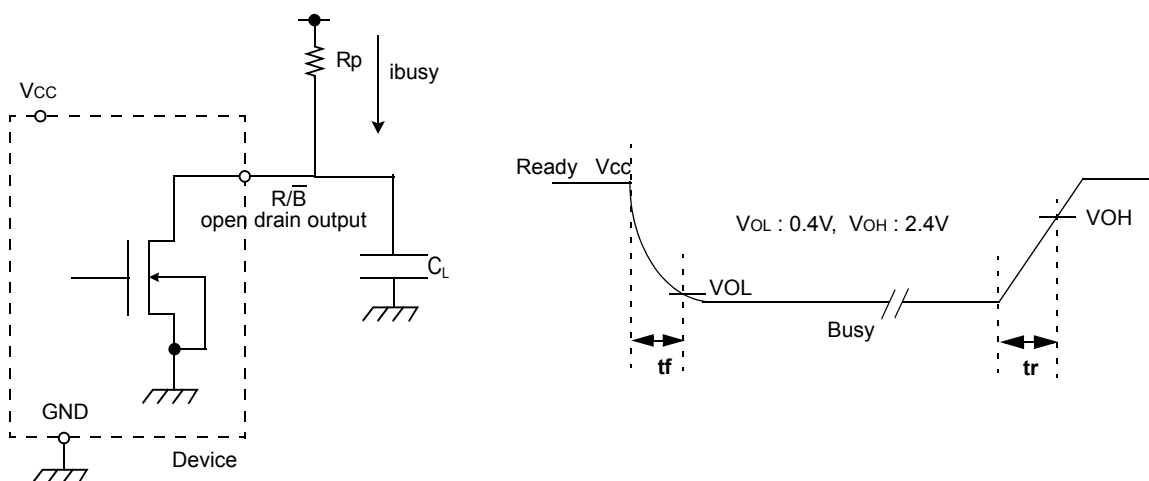 Rp
ibusy
VCC
R/B̅
open drain output
CL
GND
Device
Ready Vcc
VOL : 0.4V, VOH : 2.4V
VOH
VOL
Busy
tf
tr